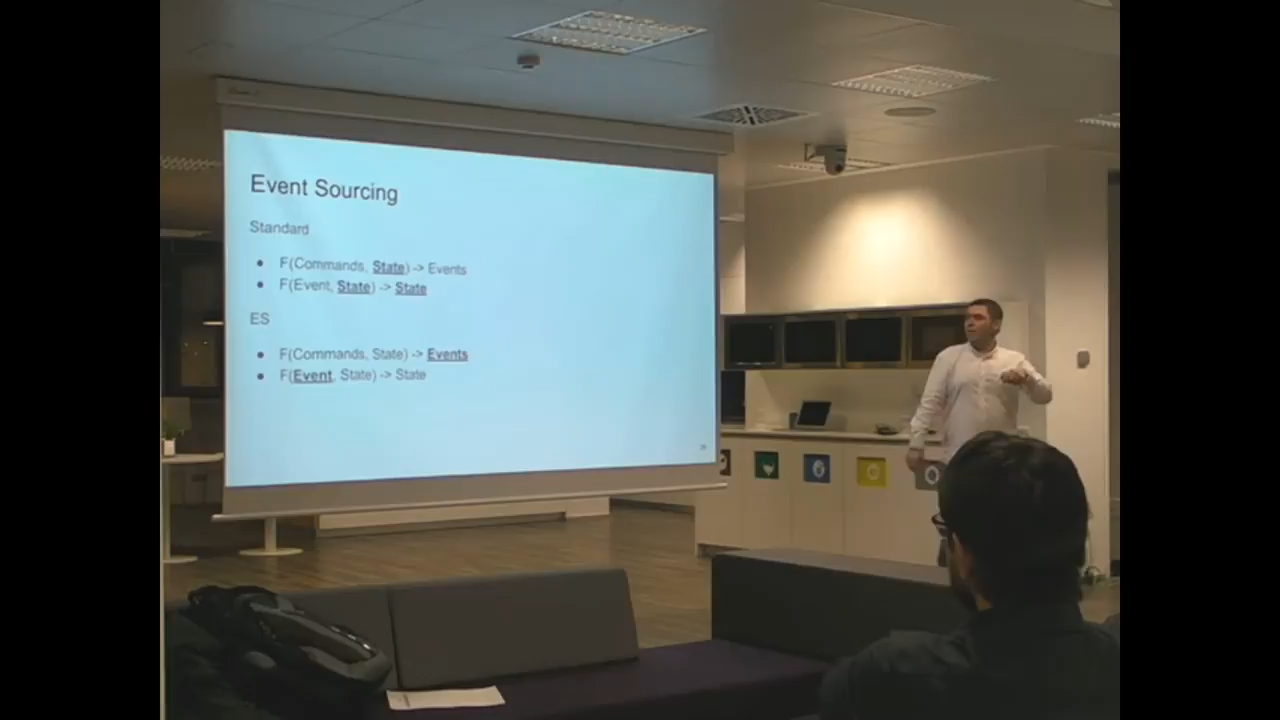 Event Sourcing
Standard
● F(Commands, State) -> Events
● F(Event, State) -> State
ES
● F(Commands, State) -> Events
● F(Event, State) -> State